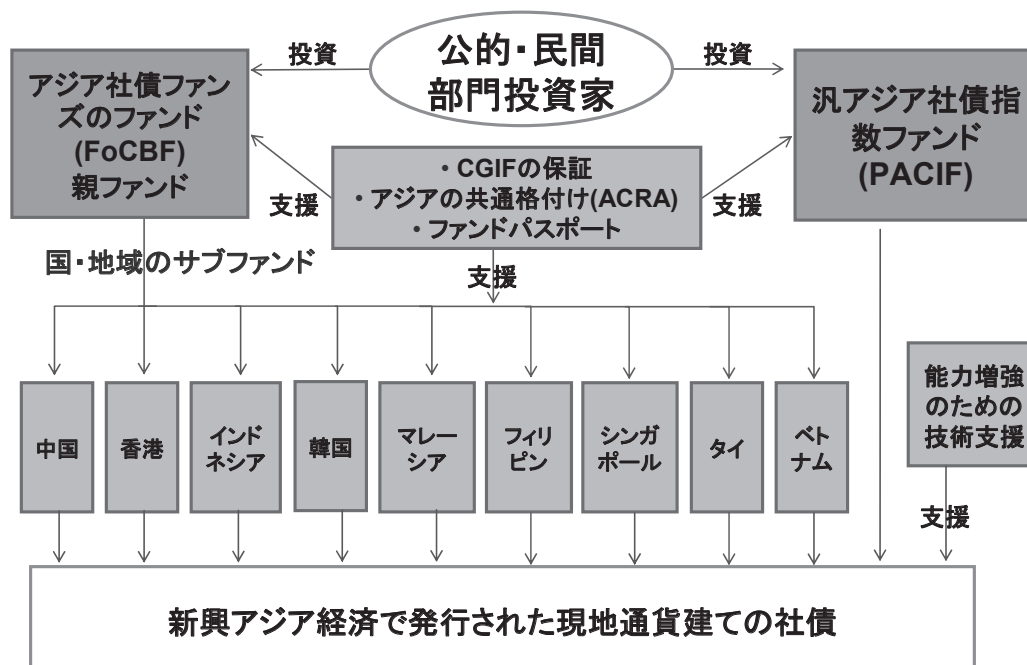 公的・民間
部門投資家
投資
投資
アジア社債ファン
ズのファンド
(FoCBF)
親ファンド
汎アジア社債指
数ファンド
(PACIF)
・CGIFの保証
・アジアの共通格付け(ACRA)
・ファンドパスポート
支援
支援
国・地域のサブファンド
支援
中国
香港
インド
ネシア
韓国
マレー
シア
フィリ
ピン
シンガ
ポール
タイ
ベト
ナム
能力増強
のための
技術支援
支援
新興アジア経済で発行された現地通貨建ての社債